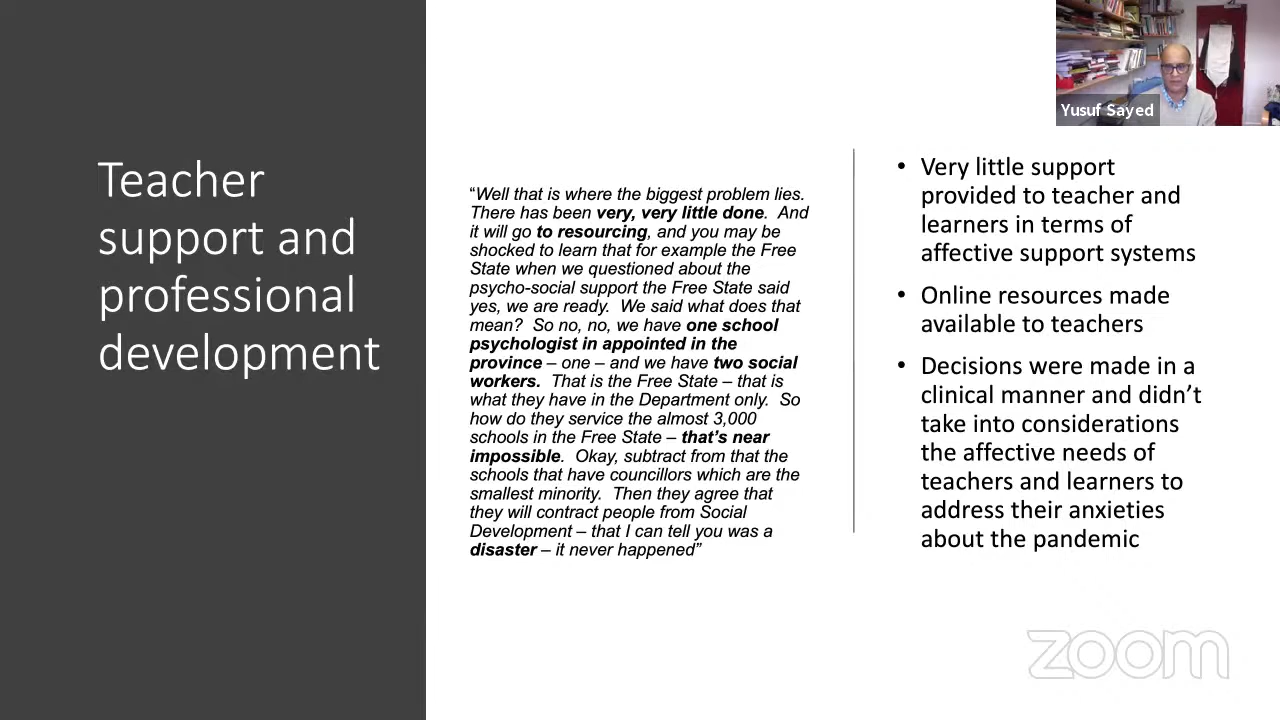 Teacher
support and
professional
development
“Well that is where the biggest problem lies.
There has been very, very little done. And
it will go to resourcing, and you may be
shocked to learn that for example the Free
State when we questioned about the
psycho-social support the Free State said
yes, we are ready. We said what does that
mean? So no, no, we have one school
psychologist in appointed in the
province – one – and we have two social
workers. That is the Free State – that is
what they have in the Department only. So
how do they service the almost 3,000
schools in the Free State – that’s near
impossible. Okay, subtract from that the
schools that have councillors which are the
smallest minority. Then they agree that
they will contract people from Social
Development – that I can tell you was a
disaster – it never happened”
• Very little support
provided to teacher and
learners in terms of
affective support systems
• Online resources made
available to teachers
• Decisions were made in a
clinical manner and didn’t
take into considerations
the affective needs of
teachers and learners to
address their anxieties
about the pandemic
Yusuf Sayed
zoom